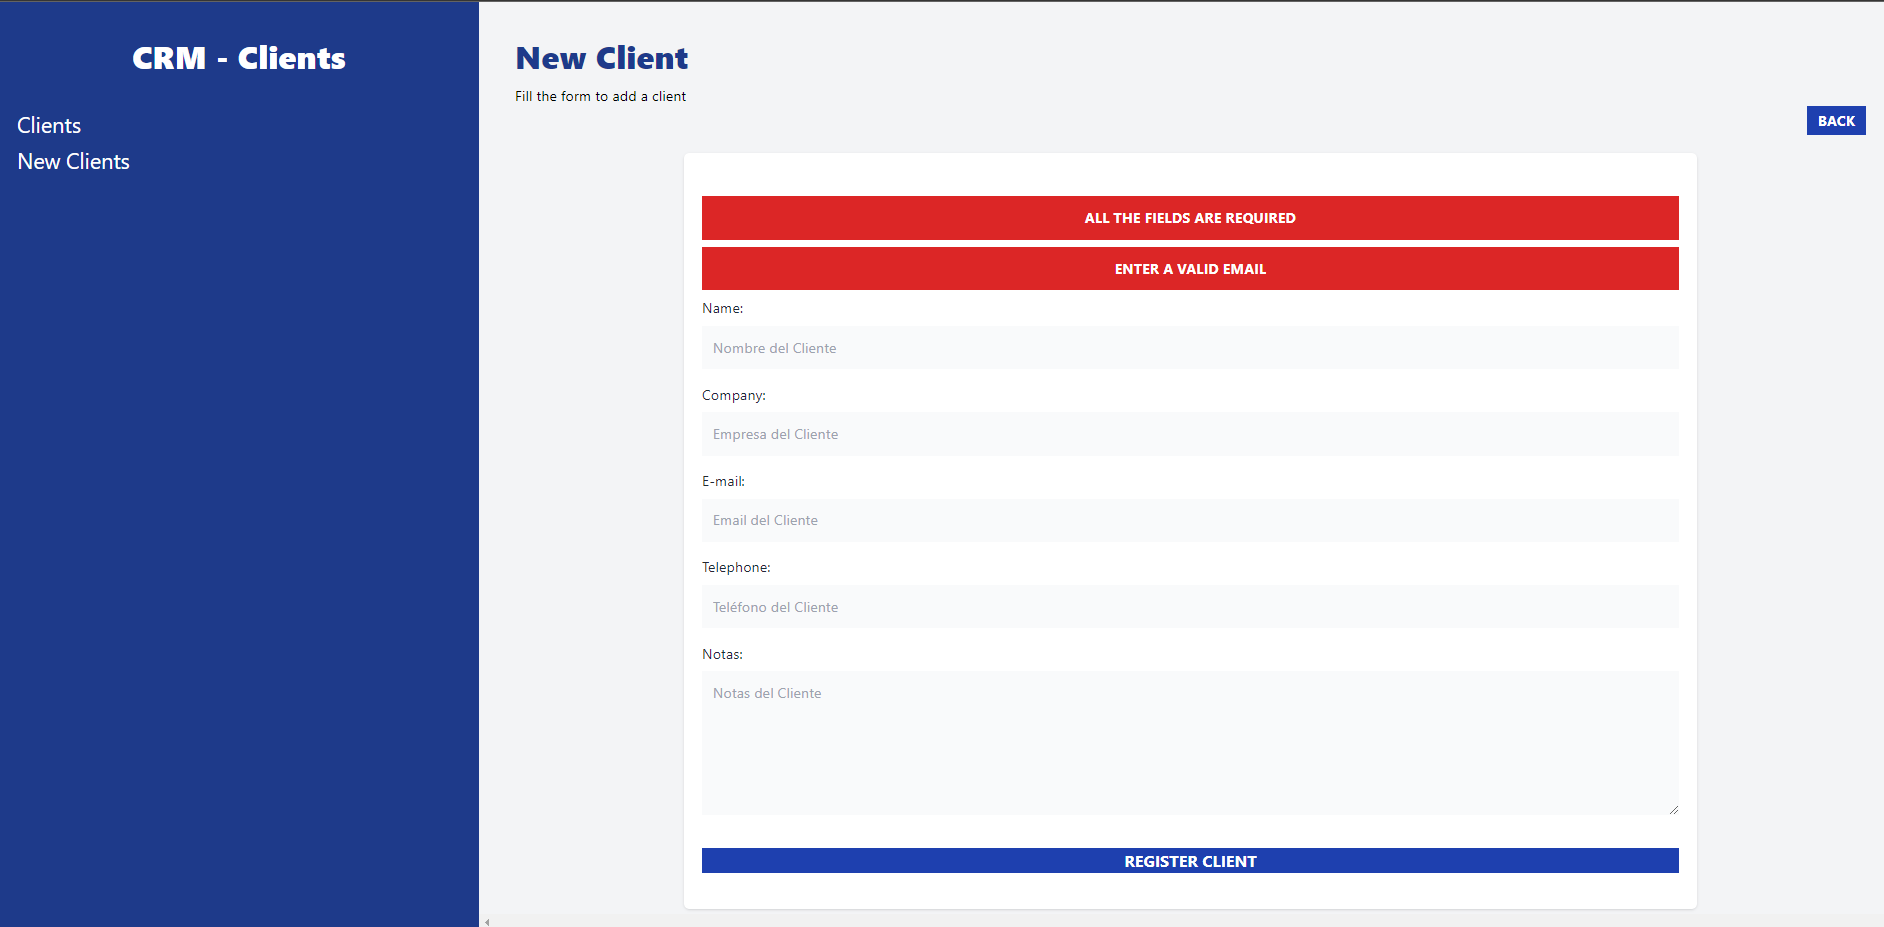 CRM - Clients
Clients
New Clients
New Client
Fill the form to add a client
BACK
ALL THE FIELDS ARE REQUIRED
ENTER A VALID EMAIL
Name:
Nombre del Cliente
Company:
Empresa del Cliente
E-mail:
Email del Cliente
Telephone:
Teléfono del Cliente
Notas:
Notas del Cliente
REGISTER CLIENT